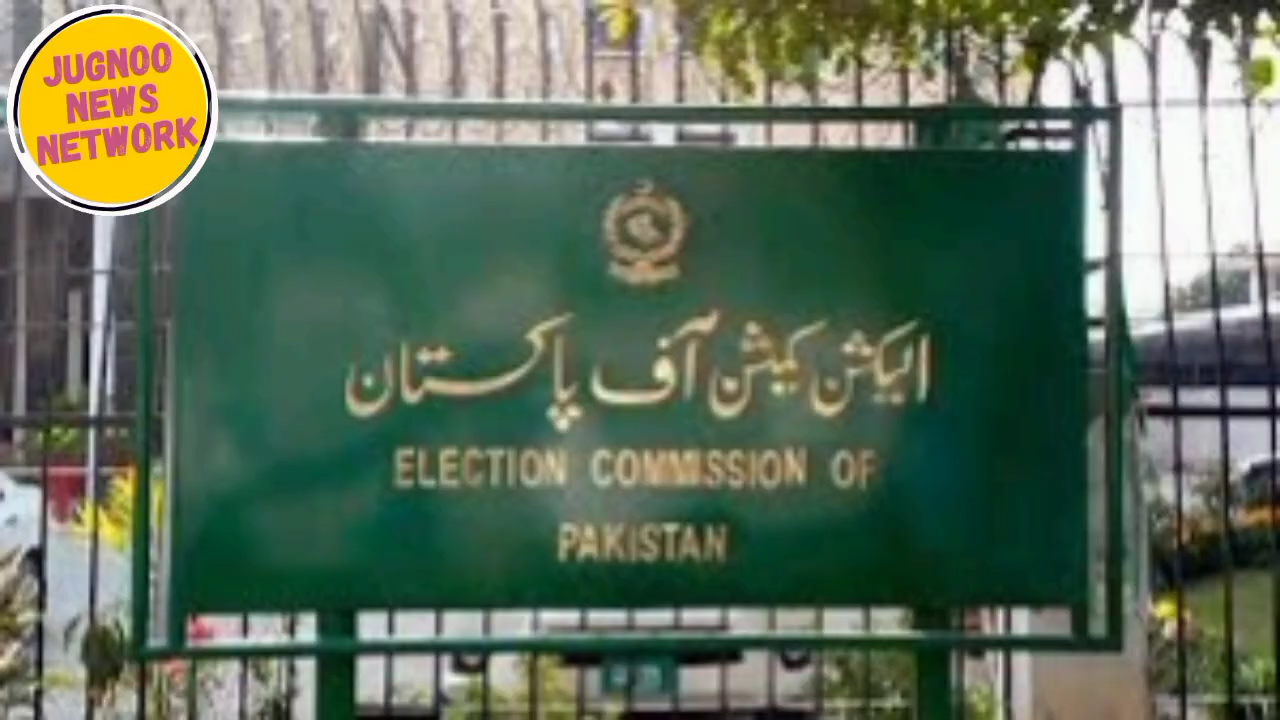 JUGNOO
NEWS
NETWORK
الیکشن کمیشن آف پاکستان
ELECTION COMMISSION OF
PAKISTAN